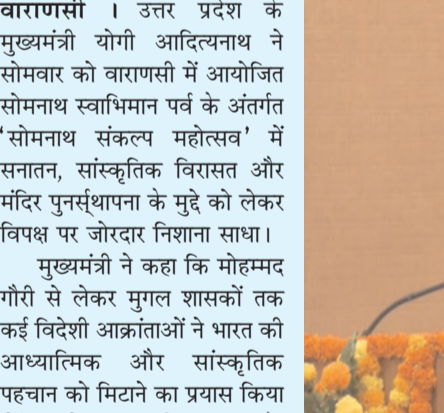 वाराणसी । उत्तर प्रदेश के
मुख्यमंत्री योगी आदित्यनाथ ने
सोमवार को वाराणसी में आयोजित
सोमनाथ स्वाभिमान पर्व के अंतर्गत
‘सोमनाथ संकल्प महोत्सव’ में
सनातन, सांस्कृतिक विरासत और
मंदिर पुनर्स्थापना के मुद्दे को लेकर
विपक्ष पर जोरदार निशाना साधा।
मुख्यमंत्री ने कहा कि मोहम्मद
गौरी से लेकर मुगल शासकों तक
कई विदेशी आक्रांताओं ने भारत की
आध्यात्मिक और सांस्कृतिक
पहचान को मिटाने का प्रयास किया